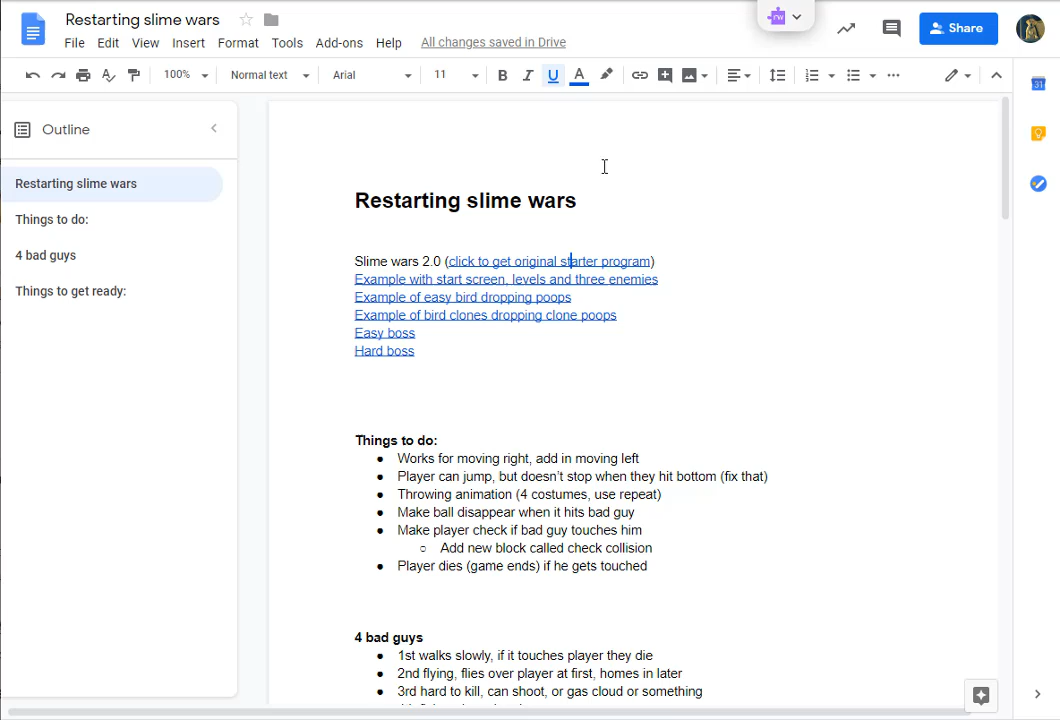 Restarting slime wars
File Edit View Insert Format Tools Add-ons Help All changes saved in Drive
rw
Share
100% Normal text Arial 11 B I U A
31
Outline
Restarting slime wars
Things to do:
4 bad guys
Things to get ready:
Restarting slime wars
Slime wars 2.0 (click to get original starter program)
Example with start screen, levels and three enemies
Example of easy bird dropping poops
Example of bird clones dropping clone poops
Easy boss
Hard boss
Things to do:
● Works for moving right, add in moving left
● Player can jump, but doesn’t stop when they hit bottom (fix that)
● Throwing animation (4 costumes, use repeat)
● Make ball disappear when it hits bad guy
● Make player check if bad guy touches him
○ Add new block called check collision
● Player dies (game ends) if he gets touched
4 bad guys
● 1st walks slowly, if it touches player they die
● 2nd flying, flies over player at first, homes in later
● 3rd hard to kill, can shoot, or gas cloud or something